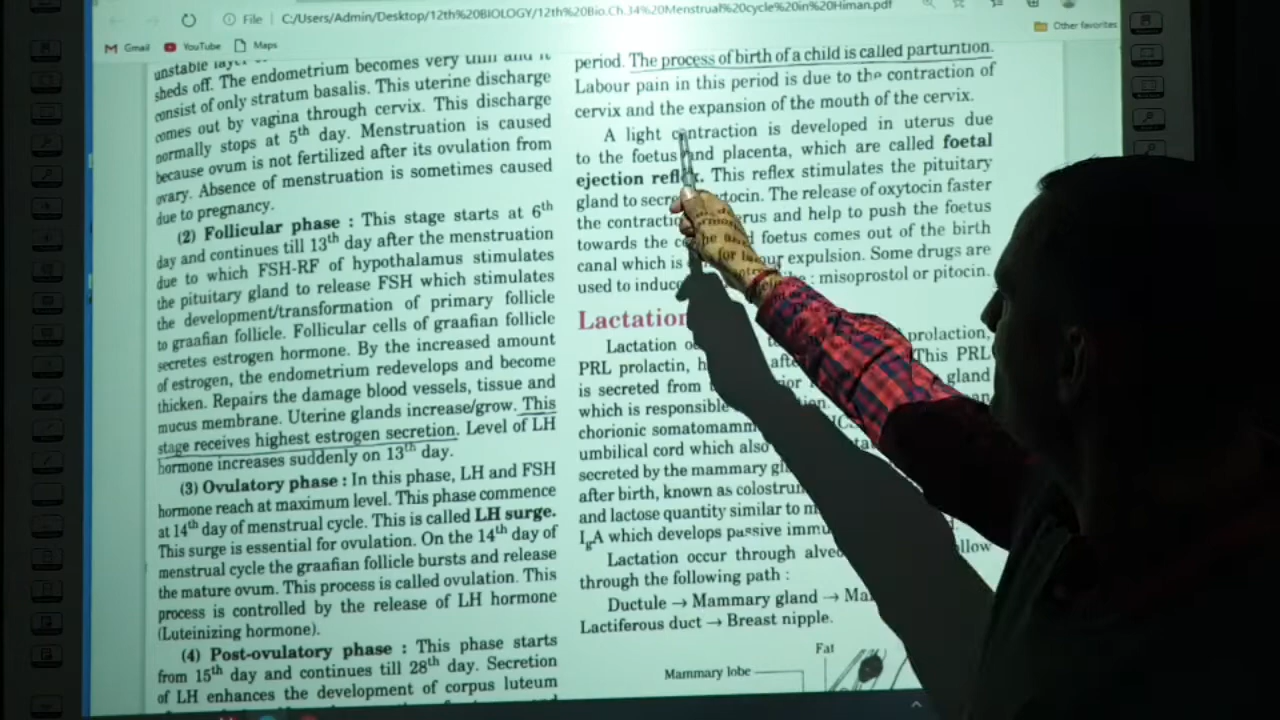 File | C:/Users/Admin/Desktop/12th%20BIOLOGY/12th%20Bio.Ch.34%20Menstrual%20cycle%20in%20Himan.pdf
Gmail YouTube Maps
Other favorites
unstable
sheds off. The endometrium becomes very thin and it
consist of only stratum basalis. This uterine discharge
comes out by vagina through cervix. This discharge
normally stops at 5th day. Menstruation is caused
because ovum is not fertilized after its ovulation from
ovary. Absence of menstruation is sometimes caused
due to pregnancy.
(2) Follicular phase : This stage starts at 6th
day and continues till 13th day after the menstruation
due to which FSH-RF of hypothalamus stimulates
the pituitary gland to release FSH which stimulates
the development/transformation of primary follicle
to graafian follicle. Follicular cells of graafian follicle
secretes estrogen hormone. By the increased amount
of estrogen, the endometrium redevelops and become
thicken. Repairs the damage blood vessels, tissue and
mucus membrane. Uterine glands increase/grow. This
stage receives highest estrogen secretion. Level of LH
hormone increases suddenly on 13th day.
(3) Ovulatory phase : In this phase, LH and FSH
hormone reach at maximum level. This phase commence
at 14th day of menstrual cycle. This is called LH surge.
This surge is essential for ovulation. On the 14th day of
menstrual cycle the graafian follicle bursts and release
the mature ovum. This process is called ovulation. This
process is controlled by the release of LH hormone
(Luteinizing hormone).
(4) Post-ovulatory phase : This phase starts
from 15th day and continues till 28th day. Secretion
of LH enhances the development of corpus luteum
period. The process of birth of a child is called parturition.
Labour pain in this period is due to the contraction of
cervix and the expansion of the mouth of the cervix.
A light contraction is developed in uterus due
to the foetus and placenta, which are called foetal
ejection reflex. This reflex stimulates the pituitary
gland to The release of oxytocin faster
the and help to push the foetus
towards the foetus comes out of the birth
canal which is expulsion. Some drugs are
used to : misoprostol or pitocin.
Lactation
Lactation prolaction,
PRL prolactin, This PRL
is secreted from gland
which is responsible
chorionic
umbilical cord which also
secreted by the mammary
after birth, known as
and lactose quantity similar to
IgA which develops passive
Lactation occur through
through the following path :
Ductule → Mammary gland →
Lactiferous duct → Breast nipple.
Fat
Mammary lobe